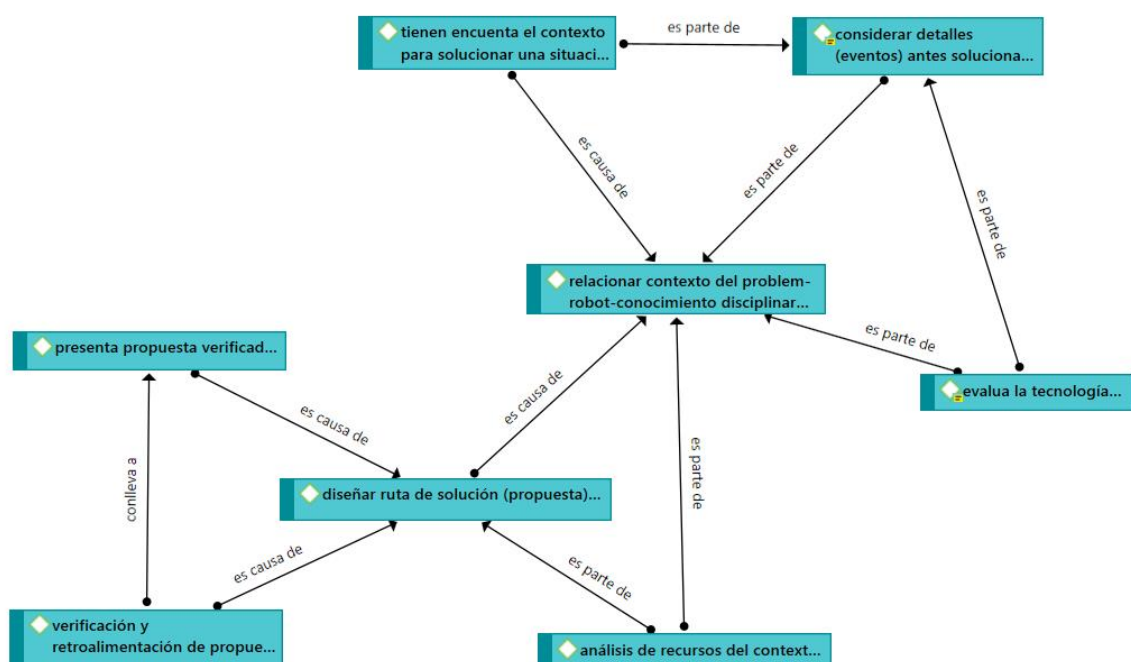 tienen encuenta el contexto
para solucionar una situaci...
es parte de
considerar detalles
(eventos) antes soluciona...
es causa de
es parte de
es parte de
relacionar contexto del problem-
robot-conocimiento disciplinar...
es parte de
presenta propuesta verificad...
evalua la tecnología...
es causa de
es causa de
es parte de
conlleva a
diseñar ruta de solución (propuesta)...
es causa de
es parte de
verificación y
retroalimentación de propue...
análisis de recursos del context...